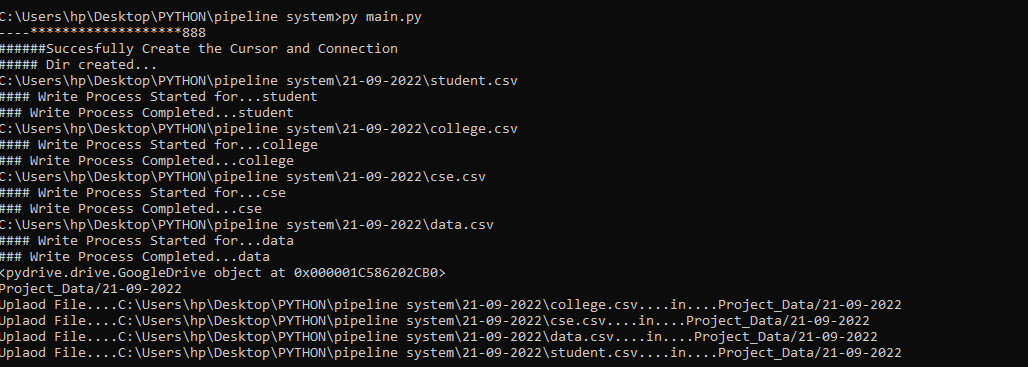 C:\Users\hp\Desktop\PYTHON\pipeline system>py main.py
----*******************888
######Succesfully Create the Cursor and Connection
##### Dir created...
C:\Users\hp\Desktop\PYTHON\pipeline system\21-09-2022\student.csv
#### Write Process Started for...student
### Write Process Completed...student
C:\Users\hp\Desktop\PYTHON\pipeline system\21-09-2022\college.csv
#### Write Process Started for...college
### Write Process Completed...college
C:\Users\hp\Desktop\PYTHON\pipeline system\21-09-2022\cse.csv
#### Write Process Started for...cse
### Write Process Completed...cse
C:\Users\hp\Desktop\PYTHON\pipeline system\21-09-2022\data.csv
#### Write Process Started for...data
### Write Process Completed...data
<pydrive.drive.GoogleDrive object at 0x000001C586202CB0>
Project_Data/21-09-2022
Uplaod File....C:\Users\hp\Desktop\PYTHON\pipeline system\21-09-2022\college.csv....in....Project_Data/21-09-2022
Uplaod File....C:\Users\hp\Desktop\PYTHON\pipeline system\21-09-2022\cse.csv....in....Project_Data/21-09-2022
Uplaod File....C:\Users\hp\Desktop\PYTHON\pipeline system\21-09-2022\data.csv....in....Project_Data/21-09-2022
Uplaod File....C:\Users\hp\Desktop\PYTHON\pipeline system\21-09-2022\student.csv....in....Project_Data/21-09-2022